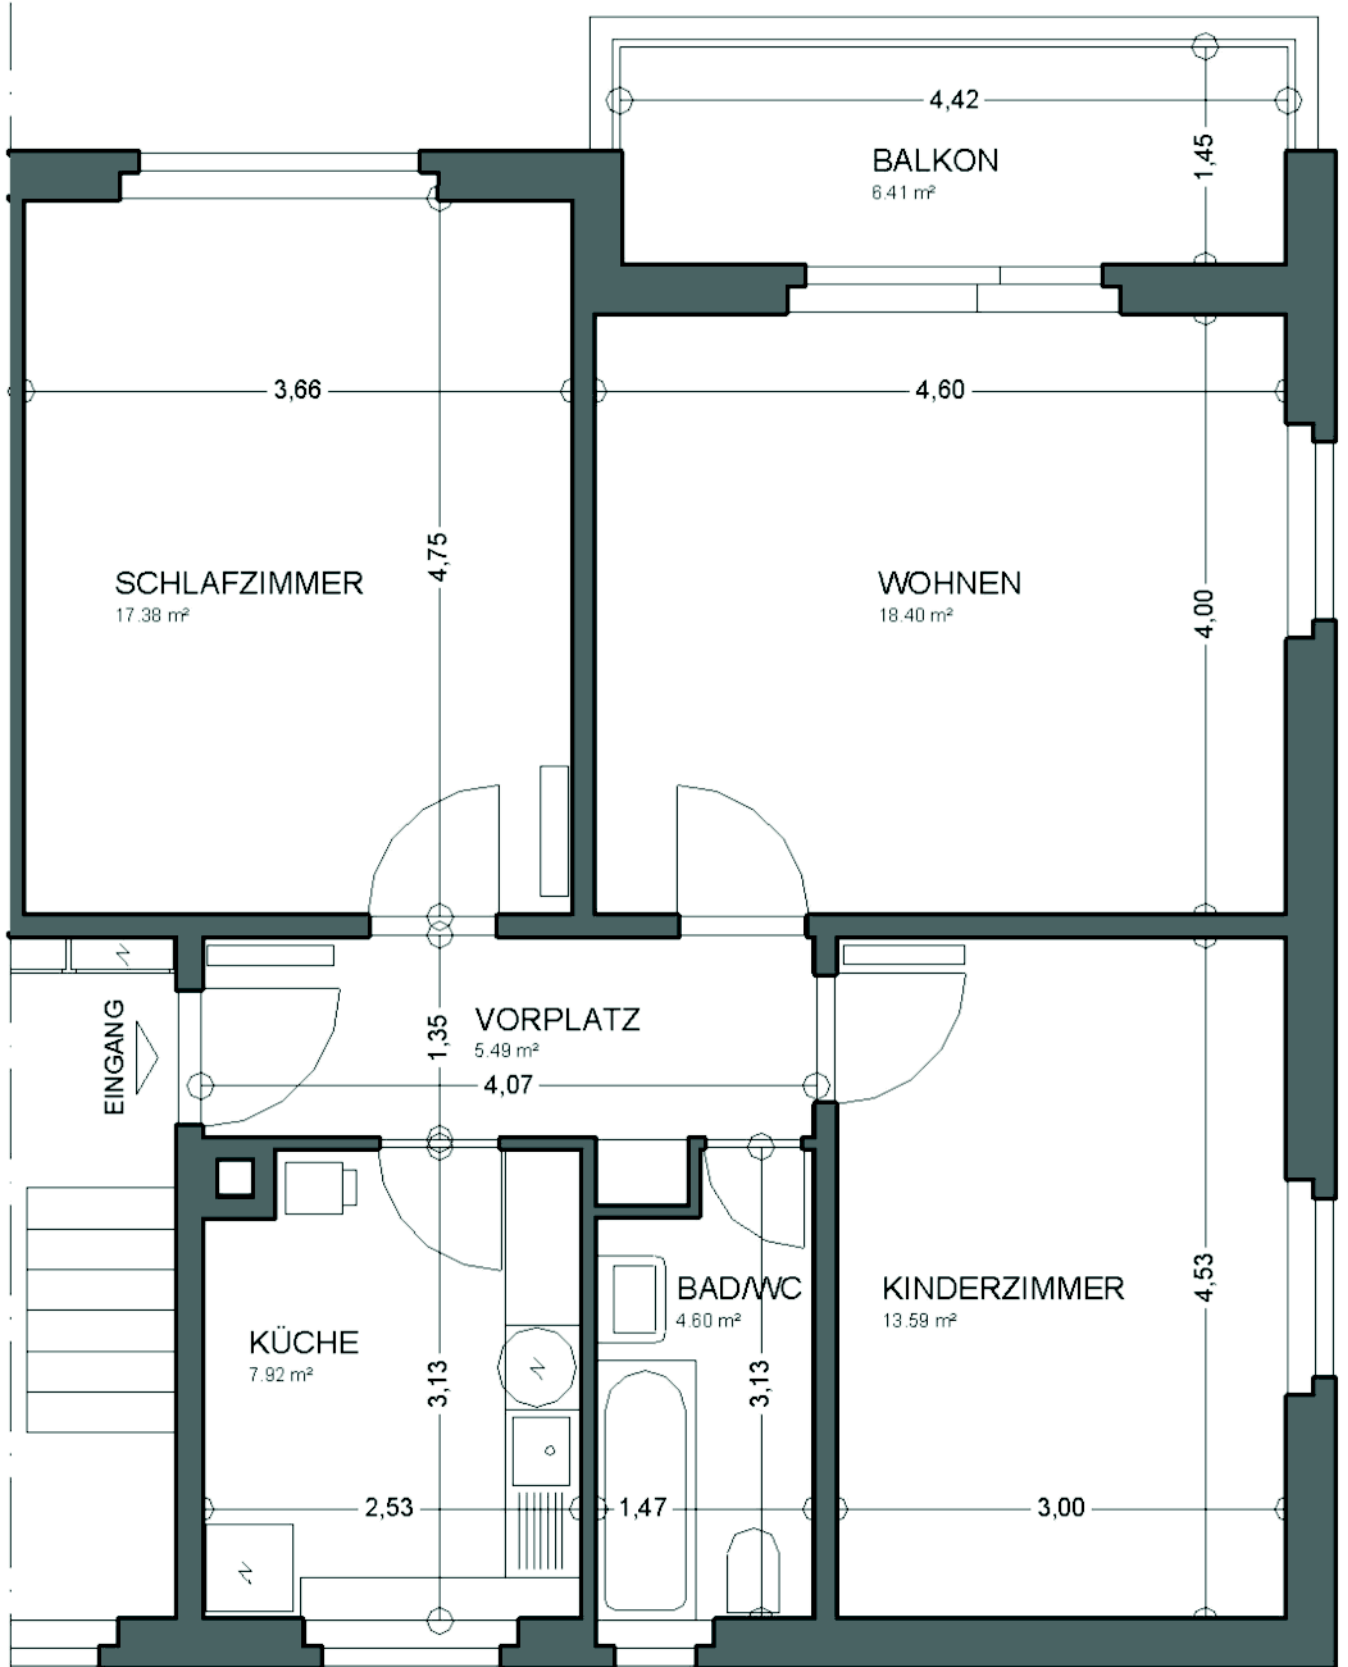 4,42
BALKON
6.41 m²
1,45
3,66
4,60
4,75
SCHLAFZIMMER
17.38 m²
WOHNEN
18.40 m²
4,00
N
EINGANG
VORPLATZ
5.49 m²
1,35
4,07
KÜCHE
7.92 m²
3,13
N
BAD/WC
4.60 m²
3,13
KINDERZIMMER
13.59 m²
4,53
2,53
1,47
3,00
N